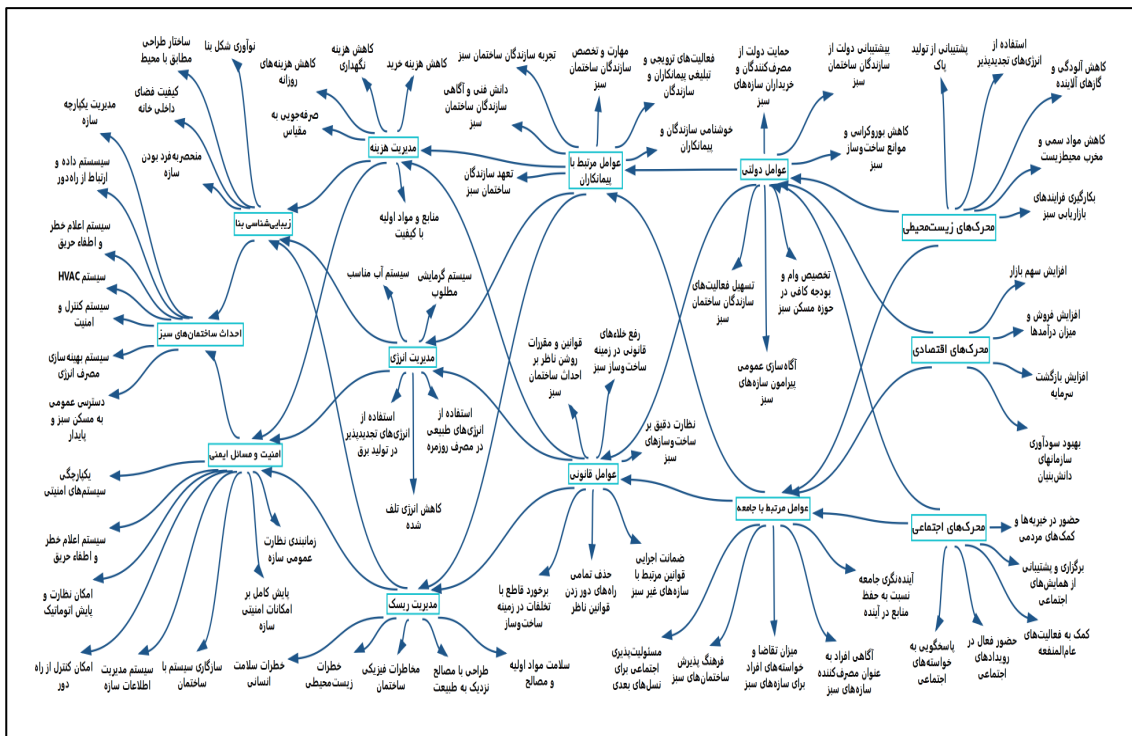 محرک‌های زیست‌محیطی
کاهش آلودگی و
گازهای آلاینده
استفاده از
انرژی‌های تجدیدپذیر
پشتیبانی از تولید
پاک
کاهش مواد سمی و
مخرب محیط‌زیست
بکارگیری فرایندهای
بازاریابی سبز
محرک‌های اقتصادی
افزایش سهم بازار
افزایش فروش و
میزان درآمدها
افزایش بازگشت
سرمایه
بهبود سودآوری
سازمانهای
دانش‌بنیان
محرک‌های اجتماعی
حضور در خیریه‌ها و
کمک‌های مردمی
برگزاری و پشتیبانی
از همایش‌های
اجتماعی
کمک به فعالیت‌های
عام‌المنفعه
حضور فعال در
رویدادهای
اجتماعی
پاسخگویی به
خواسته‌های
اجتماعی
عوامل دولتی
پیشتیبانی دولت از
سازندگان ساختمان
سبز
حمایت دولت از
مصرف‌کنندگان و
خریداران سازه‌های
سبز
کاهش بوروکراسی و
موانع ساخت‌وساز
سبز
تخصیص وام و
بودجه کافی در
حوزه مسکن سبز
تسهیل فعالیت‌های
سازندگان ساختمان
سبز
آگاه‌سازی عمومی
پیرامون سازه‌های
سبز
عوامل مرتبط با جامعه
آینده‌نگری جامعه
نسبت به حفظ
منابع در آینده
آگاهی افراد به
عنوان مصرف‌کننده
سازه‌های سبز
میزان تقاضا و
خواسته‌های افراد
برای سازه‌های سبز
فرهنگ پذیرش
ساختمان‌های سبز
مسئولیت‌پذیری
اجتماعی برای
نسل‌های بعدی
عوامل مرتبط با
پیمانکاران
فعالیت‌های ترویجی و
تبلیغی پیمانکاران و
سازندگان
مهارت و تخصص
سازندگان ساختمان
سبز
تجربه سازندگان ساختمان سبز
دانش فنی و آگاهی
سازندگان ساختمان
سبز
خوشنامی سازندگان و
پیمانکاران
تعهد سازندگان
ساختمان سبز
عوامل قانونی
رفع خلاءهای
قانونی در زمینه
ساخت‌وساز سبز
قوانین و مقررات
روشن ناظر بر
احداث ساختمان
سبز
نظارت دقیق بر
ساخت‌وسازهای
سبز
ضمانت اجرایی
قوانین مرتبط با
سازه‌های غیر سبز
حذف تمامی
راه‌های دور زدن
قوانین ناظر
برخورد قاطع با
تخلفات در زمینه
ساخت‌وساز
مدیریت هزینه
کاهش هزینه خرید
کاهش هزینه
نگهداری
کاهش هزینه‌های
روزانه
صرفه‌جویی به
مقیاس
منابع و مواد اولیه
با کیفیت
مدیریت انرژی
سیستم گرمایشی
مطلوب
سیستم آب مناسب
استفاده از
انرژی‌های طبیعی
در مصرف روزمره
استفاده از
انرژی‌های تجدیدپذیر
در تولید برق
کاهش انرژی تلف
شده
مدیریت ریسک
سلامت مواد اولیه
و مصالح
طراحی با مصالح
نزدیک به طبیعت
مخاطرات فیزیکی
ساختمان
خطرات
زیست‌محیطی
خطرات سلامت
انسانی
زیبایی‌شناسی بنا
نوآوری شکل بنا
ساختار طراحی
مطابق با محیط
کیفیت فضای
داخلی خانه
منحصربه‌فرد بودن
سازه
احداث ساختمان‌های سبز
مدیریت یکپارچه
سازه
سیسستم داده و
ارتباط از راه‌دور
سیستم اعلام خطر
و اطفاء حریق
سیستم HVAC
سیستم کنترل و
امنیت
سیستم بهینه‌سازی
مصرف انرژی
دسترسی عمومی
به مسکن سبز و
پایدار
امنیت و مسائل ایمنی
یکپارچگی
سیستم‌های امنیتی
سیستم اعلام خطر
و اطفاء حریق
امکان نظارت و
پایش اتوماتیک
امکان کنترل از راه
دور
سیستم مدیریت
اطلاعات سازه
سازگاری سیستم با
ساختمان
پایش کامل بر
امکانات امنیتی
سازه
زمانبندی نظارت
عمومی سازه